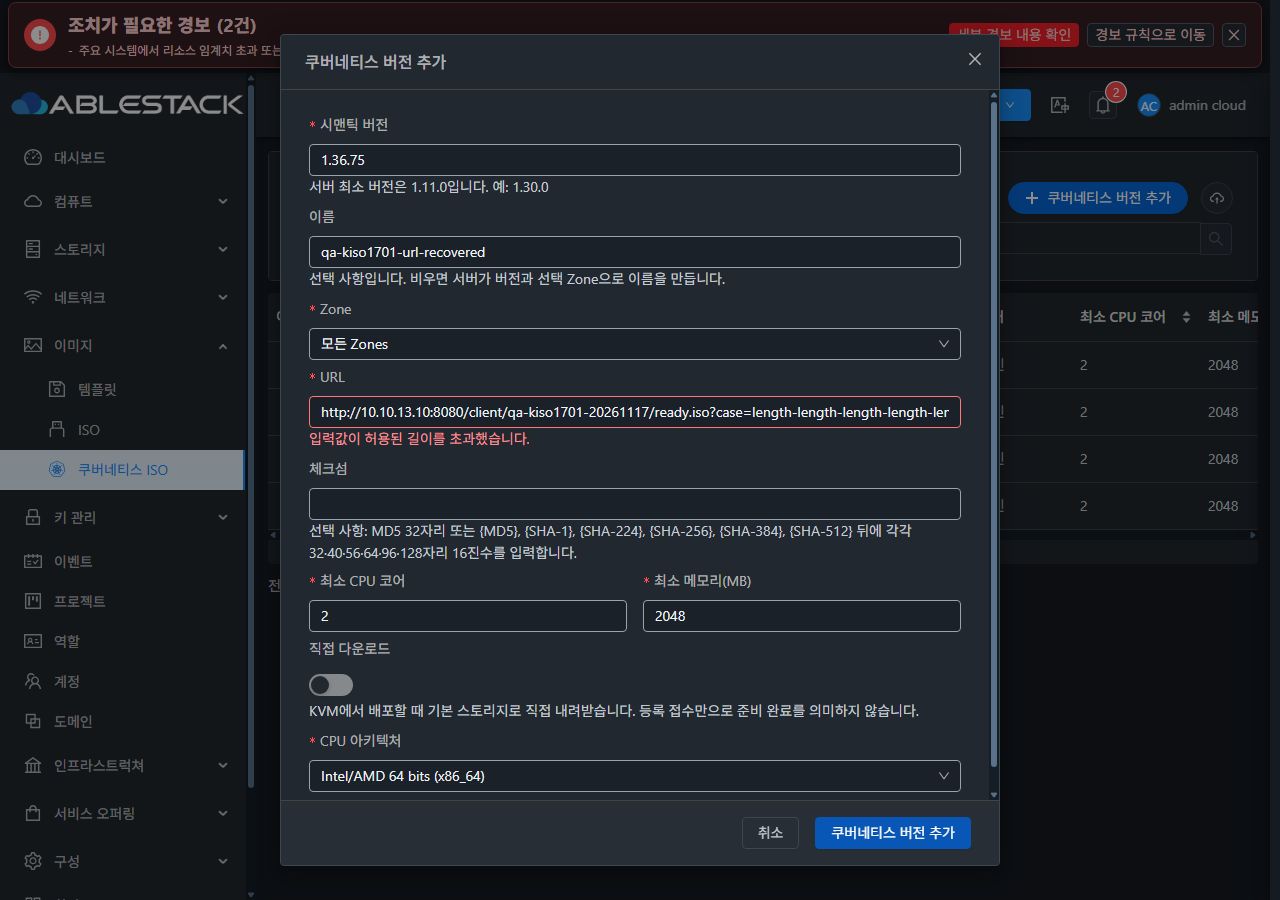 조치가 필요한 경보 (2건)
- 주요 시스템에서 리소스 임계치 초과 또는
세부 경보 내용 확인
경보 규칙으로 이동
ABLESTACK
2
AC
admin cloud
대시보드
컴퓨트
스토리지
네트워크
이미지
템플릿
ISO
쿠버네티스 ISO
키 관리
이벤트
프로젝트
역할
계정
도메인
인프라스트럭쳐
서비스 오퍼링
구성
쿠버네티스 버전 추가
최소 CPU 코어
최소 메모
2
2048
2
2048
2
2048
2
2048
쿠버네티스 버전 추가
* 시맨틱 버전
1.36.75
서버 최소 버전은 1.11.0입니다. 예: 1.30.0
이름
qa-kiso1701-url-recovered
선택 사항입니다. 비우면 서버가 버전과 선택 Zone으로 이름을 만듭니다.
* Zone
모든 Zones
* URL
http://10.10.13.10:8080/client/qa-kiso1701-20261117/ready.iso?case=length-length-length-length-ler
입력값이 허용된 길이를 초과했습니다.
체크섬
선택 사항: MD5 32자리 또는 {MD5}, {SHA-1}, {SHA-224}, {SHA-256}, {SHA-384}, {SHA-512} 뒤에 각각
32·40·56·64·96·128자리 16진수를 입력합니다.
* 최소 CPU 코어
* 최소 메모리(MB)
2
2048
직접 다운로드
KVM에서 배포할 때 기본 스토리지로 직접 내려받습니다. 등록 접수만으로 준비 완료를 의미하지 않습니다.
* CPU 아키텍처
Intel/AMD 64 bits (x86_64)
취소
쿠버네티스 버전 추가